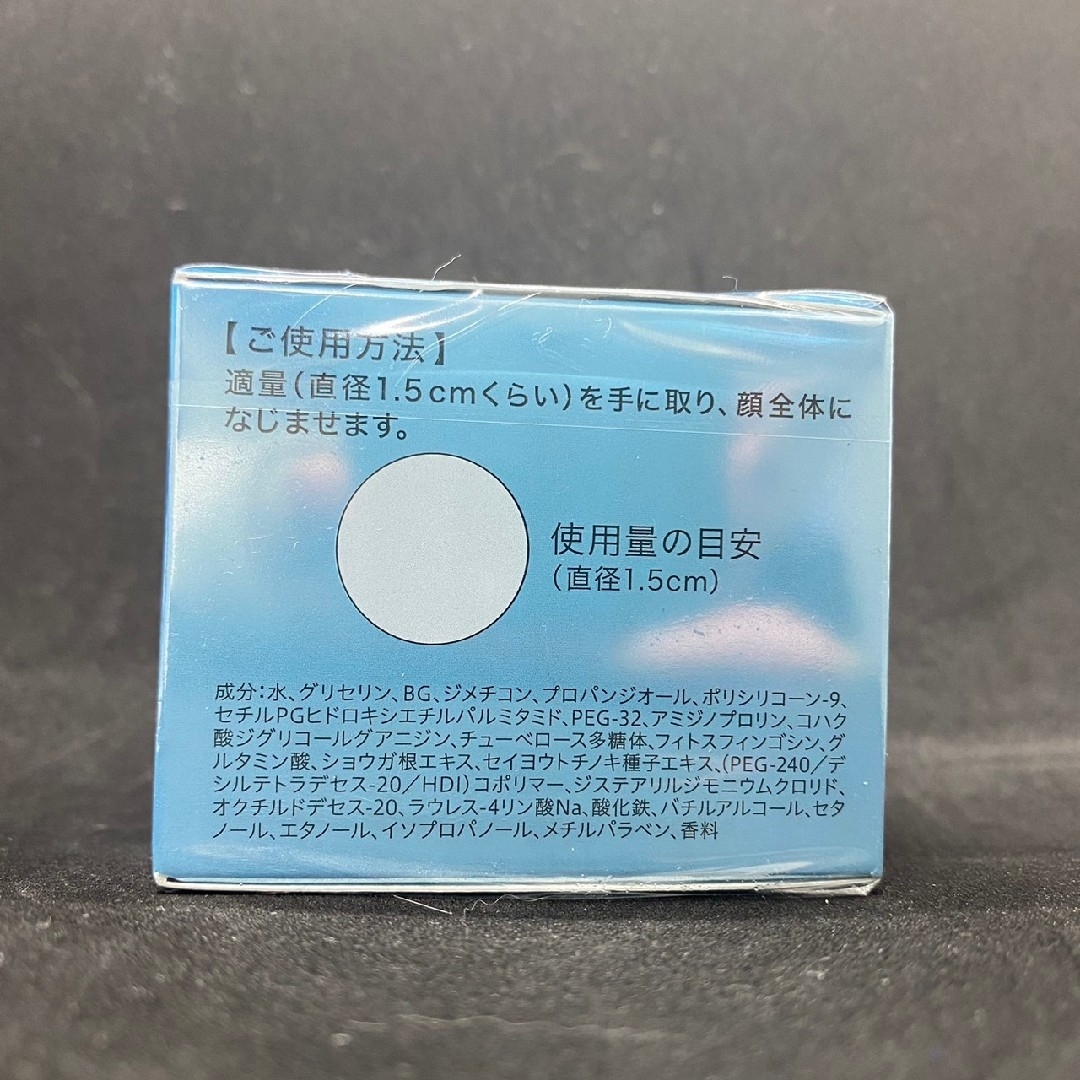 【ご使用方法】
適量(直径1.5cmくらい)を手に取り、顔全体に
なじませます。
使用量の目安
(直径1.5cm)
成分:水、グリセリン、BG、ジメチコン、プロパンジオール、ポリシリコーン-9、
セチルPGヒドロキシエチルパルミタミド、PEG-32、アミジノプロリン、コハク
酸ジグリコールグアニジン、チューベロース多糖体、フィトスフィンゴシン、グ
ルタミン酸、ショウガ根エキス、セイヨウトチノキ種子エキス、(PEG-240/デ
シルテトラデセス-20/HDI)コポリマー、ジステアリルジモニウムクロリド、
オクチルドデセス-20、ラウレス-4リン酸Na、酸化鉄、バチルアルコール、セタ
ノール、エタノール、イソプロパノール、メチルパラベン、香料